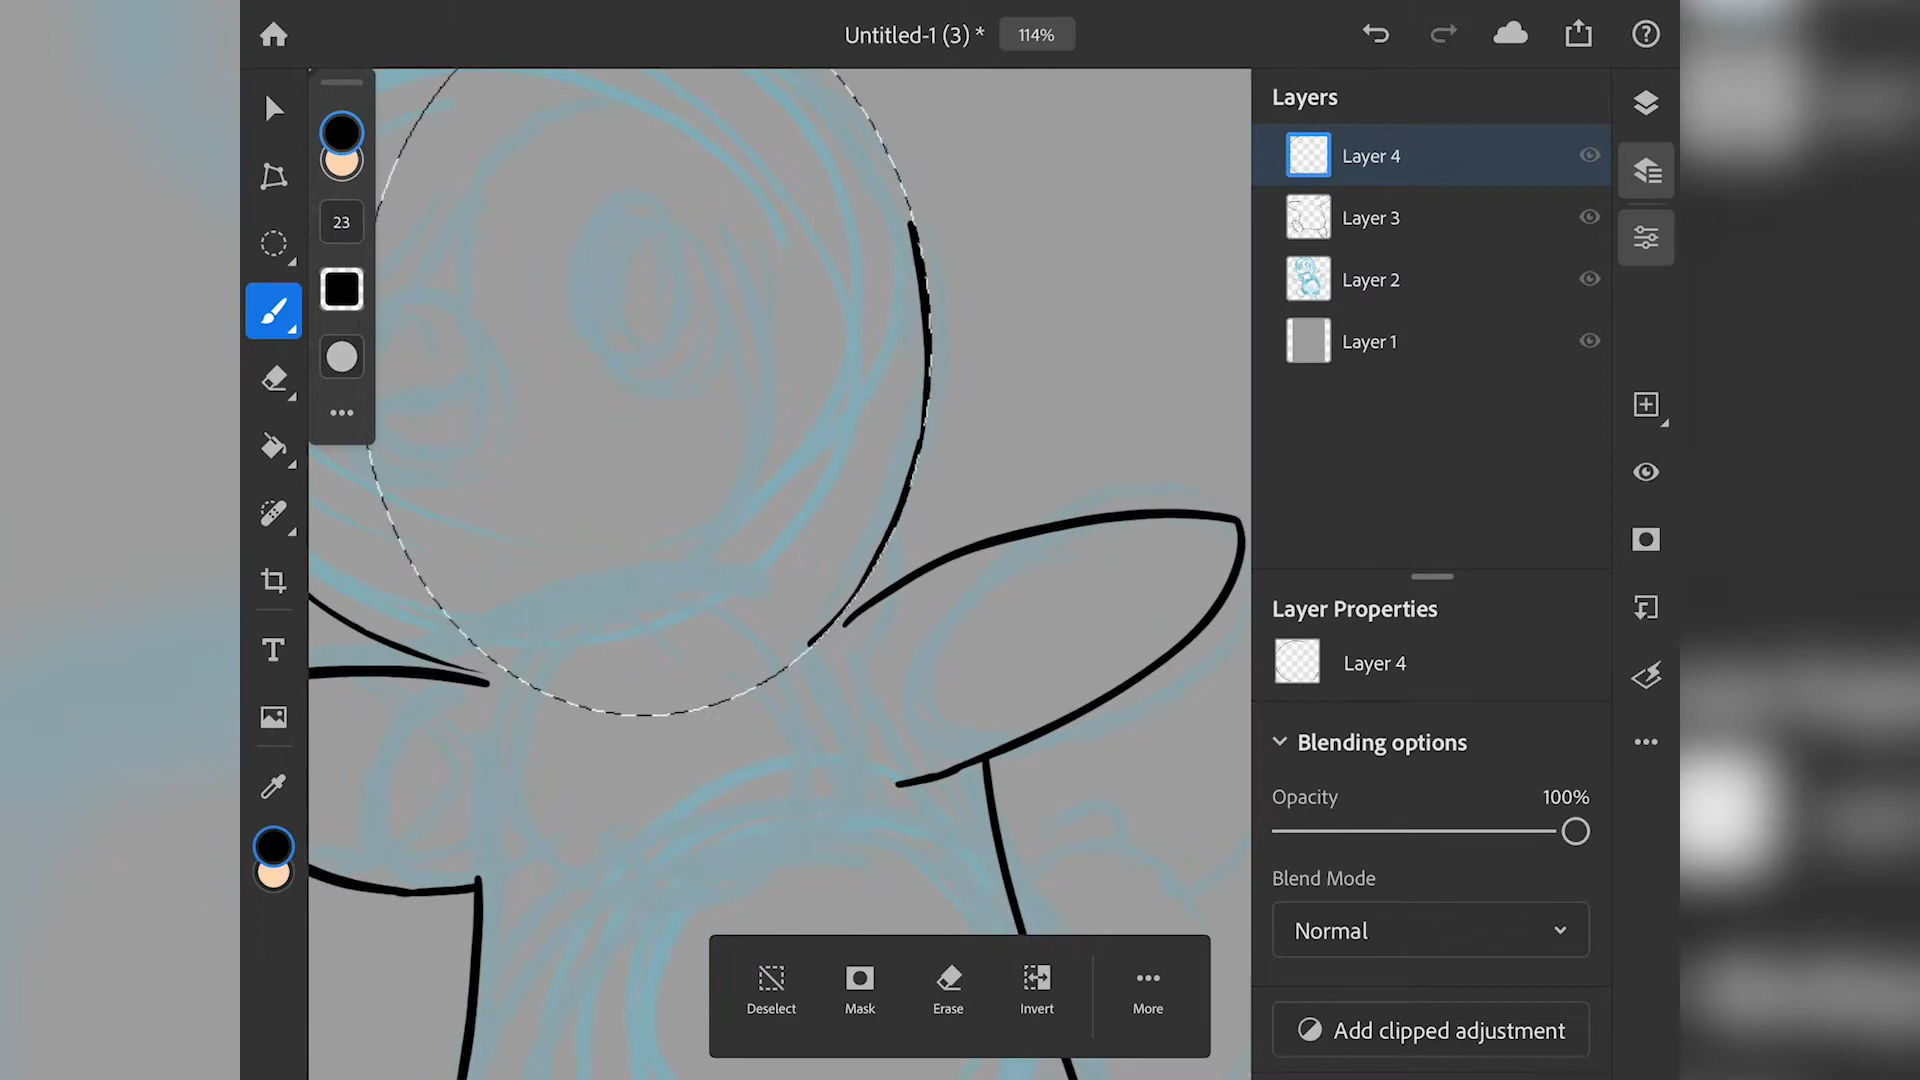 Untitled-1 (3) *
114%
23
T
Layers
Layer 4
Layer 3
Layer 2
Layer 1
Layer Properties
Layer 4
Blending options
Opacity
100%
Blend Mode
Normal
Add clipped adjustment
Deselect
Mask
Erase
Invert
More